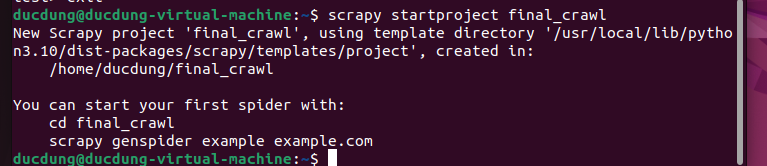 ducdung@ducdung-virtual-machine:~$ scrapy startproject final_crawl
New Scrapy project 'final_crawl', using template directory '/usr/local/lib/pytho
n3.10/dist-packages/scrapy/templates/project', created in:
    /home/ducdung/final_crawl

You can start your first spider with:
    cd final_crawl
    scrapy genspider example example.com
ducdung@ducdung-virtual-machine:~$